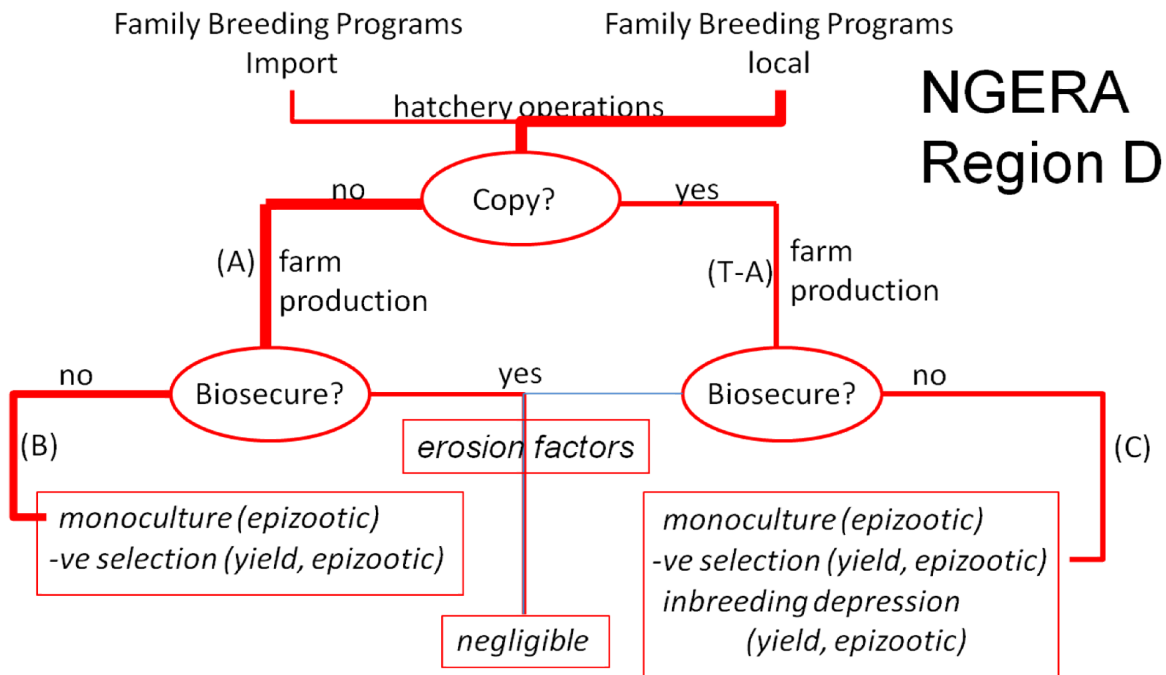 Family Breeding Programs
Import
Family Breeding Programs
local
NGERA
Region D
hatchery operations
no
Copy?
yes
(A)
farm
production
(T-A)
farm
production
no
Biosecure?
yes
Biosecure?
no
(B)
erosion factors
(C)
monoculture (epizootic)
-ve selection (yield, epizootic)
monoculture (epizootic)
-ve selection (yield, epizootic)
inbreeding depression
(yield, epizootic)
negligible